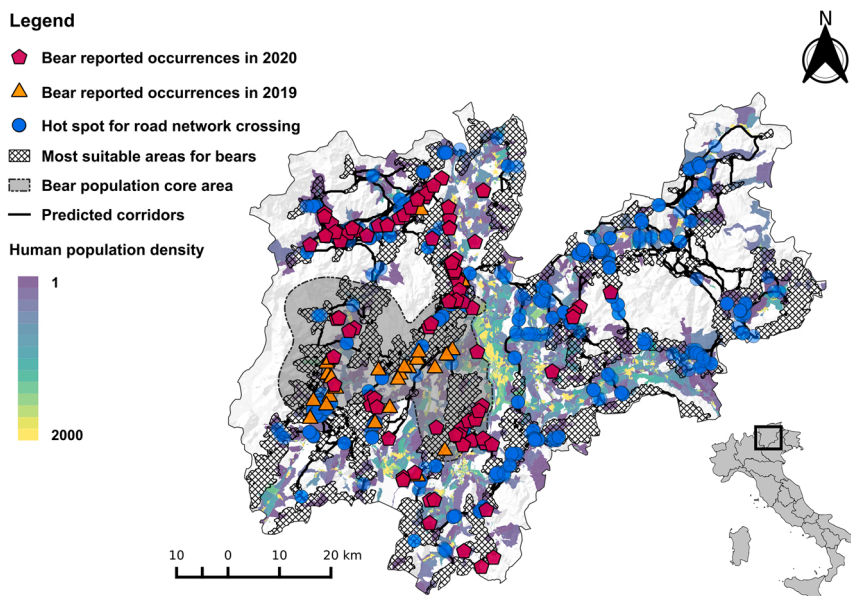 Legend
Bear reported occurrences in 2020
Bear reported occurrences in 2019
Hot spot for road network crossing
Most suitable areas for bears
Bear population core area
Predicted corridors
Human population density
1
2000
N
10 0 10 20 km